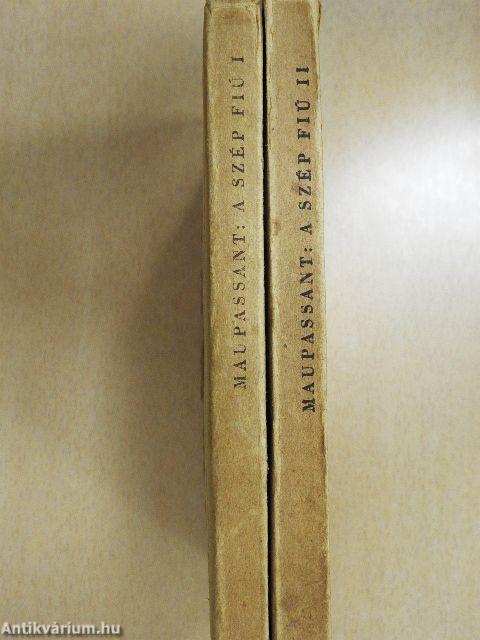 MAUPASSANT: A SZÉP FIÚ I
MAUPASSANT: A SZÉP FIÚ II
Antikvárium.hu